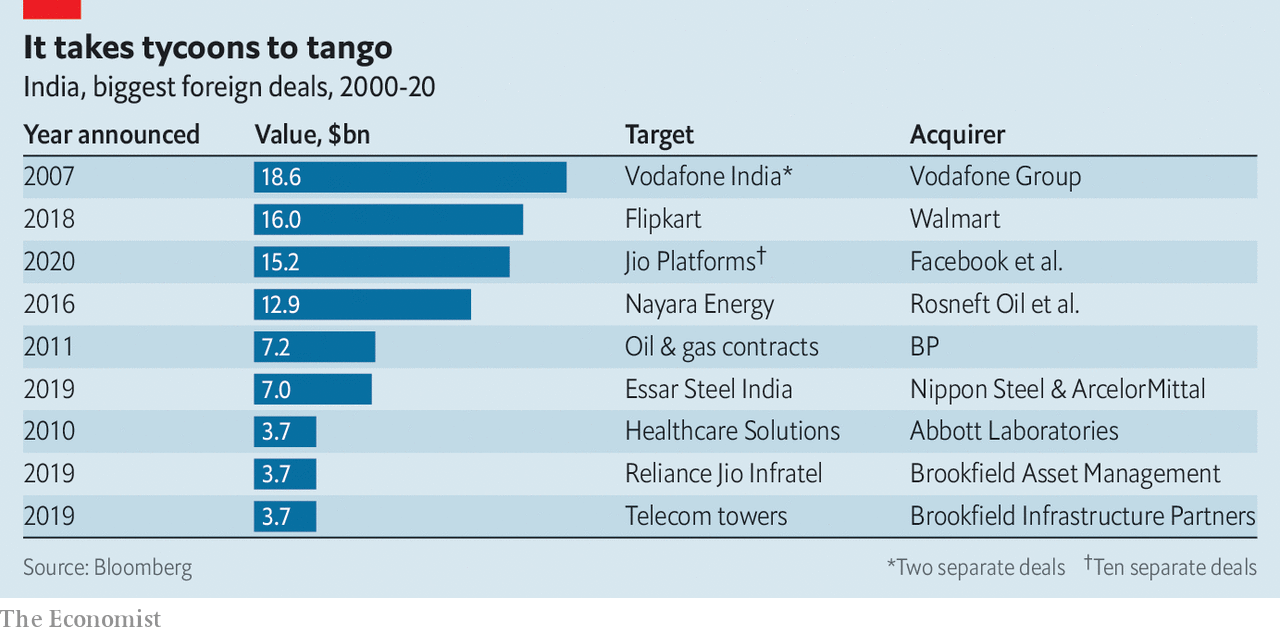 It takes tycoons to tango
India, biggest foreign deals, 2000-20
Year announced Value, $bn Target Acquirer
2007 18.6 Vodafone India* Vodafone Group
2018 16.0 Flipkart Walmart
2020 15.2 Jio Platforms† Facebook et al.
2016 12.9 Nayara Energy Rosneft Oil et al.
2011 7.2 Oil & gas contracts BP
2019 7.0 Essar Steel India Nippon Steel & ArcelorMittal
2010 3.7 Healthcare Solutions Abbott Laboratories
2019 3.7 Reliance Jio Infratel Brookfield Asset Management
2019 3.7 Telecom towers Brookfield Infrastructure Partners
Source: Bloomberg *Two separate deals †Ten separate deals
The Economist